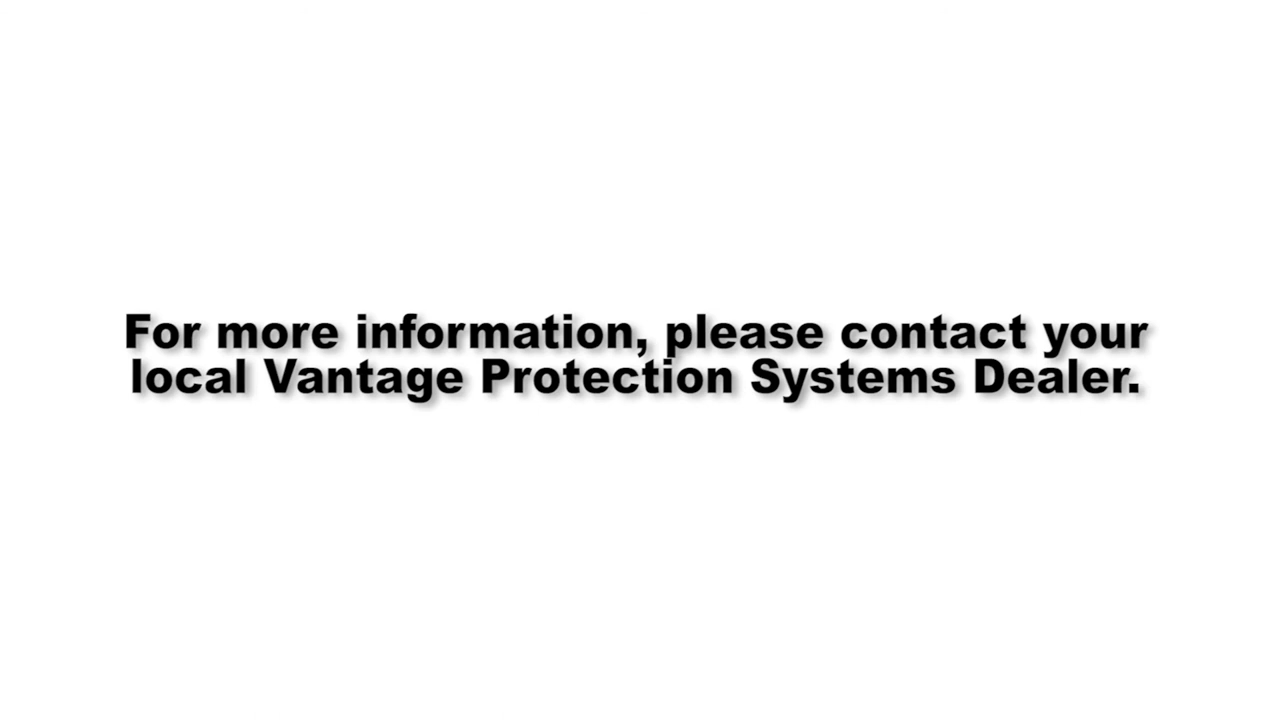 For more information, please contact your
local Vantage Protection Systems Dealer.